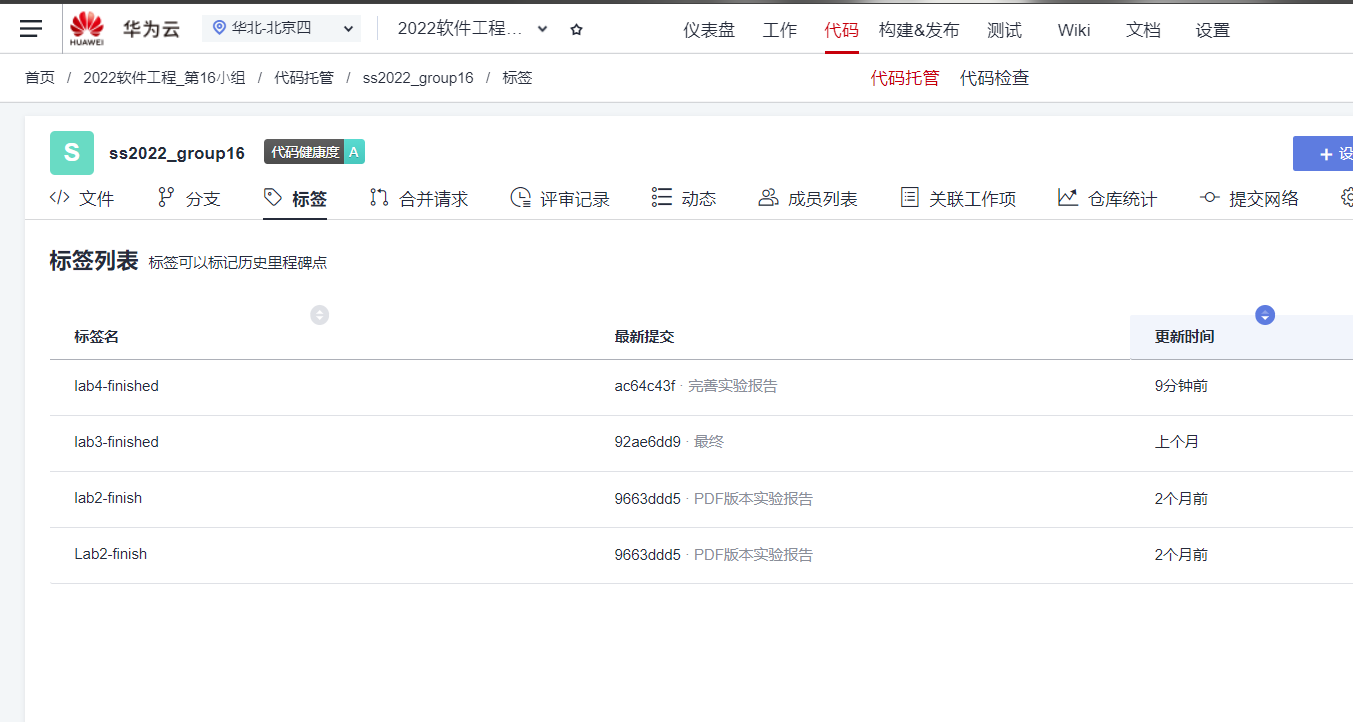 HUAWEI 华为云 华北-北京四 2022软件工程... 仪表盘 工作 代码 构建&发布 测试 Wiki 文档 设置
首页 / 2022软件工程_第16小组 / 代码托管 / ss2022_group16 / 标签 代码托管 代码检查
S ss2022_group16 代码健康度 A + 设
</> 文件 分支 标签 合并请求 评审记录 动态 成员列表 关联工作项 仓库统计 提交网络
标签列表 标签可以标记历史里程碑点
标签名 最新提交 更新时间
lab4-finished ac64c43f · 完善实验报告 9分钟前
lab3-finished 92ae6dd9 · 最终 上个月
lab2-finish 9663ddd5 · PDF版本实验报告 2个月前
Lab2-finish 9663ddd5 · PDF版本实验报告 2个月前